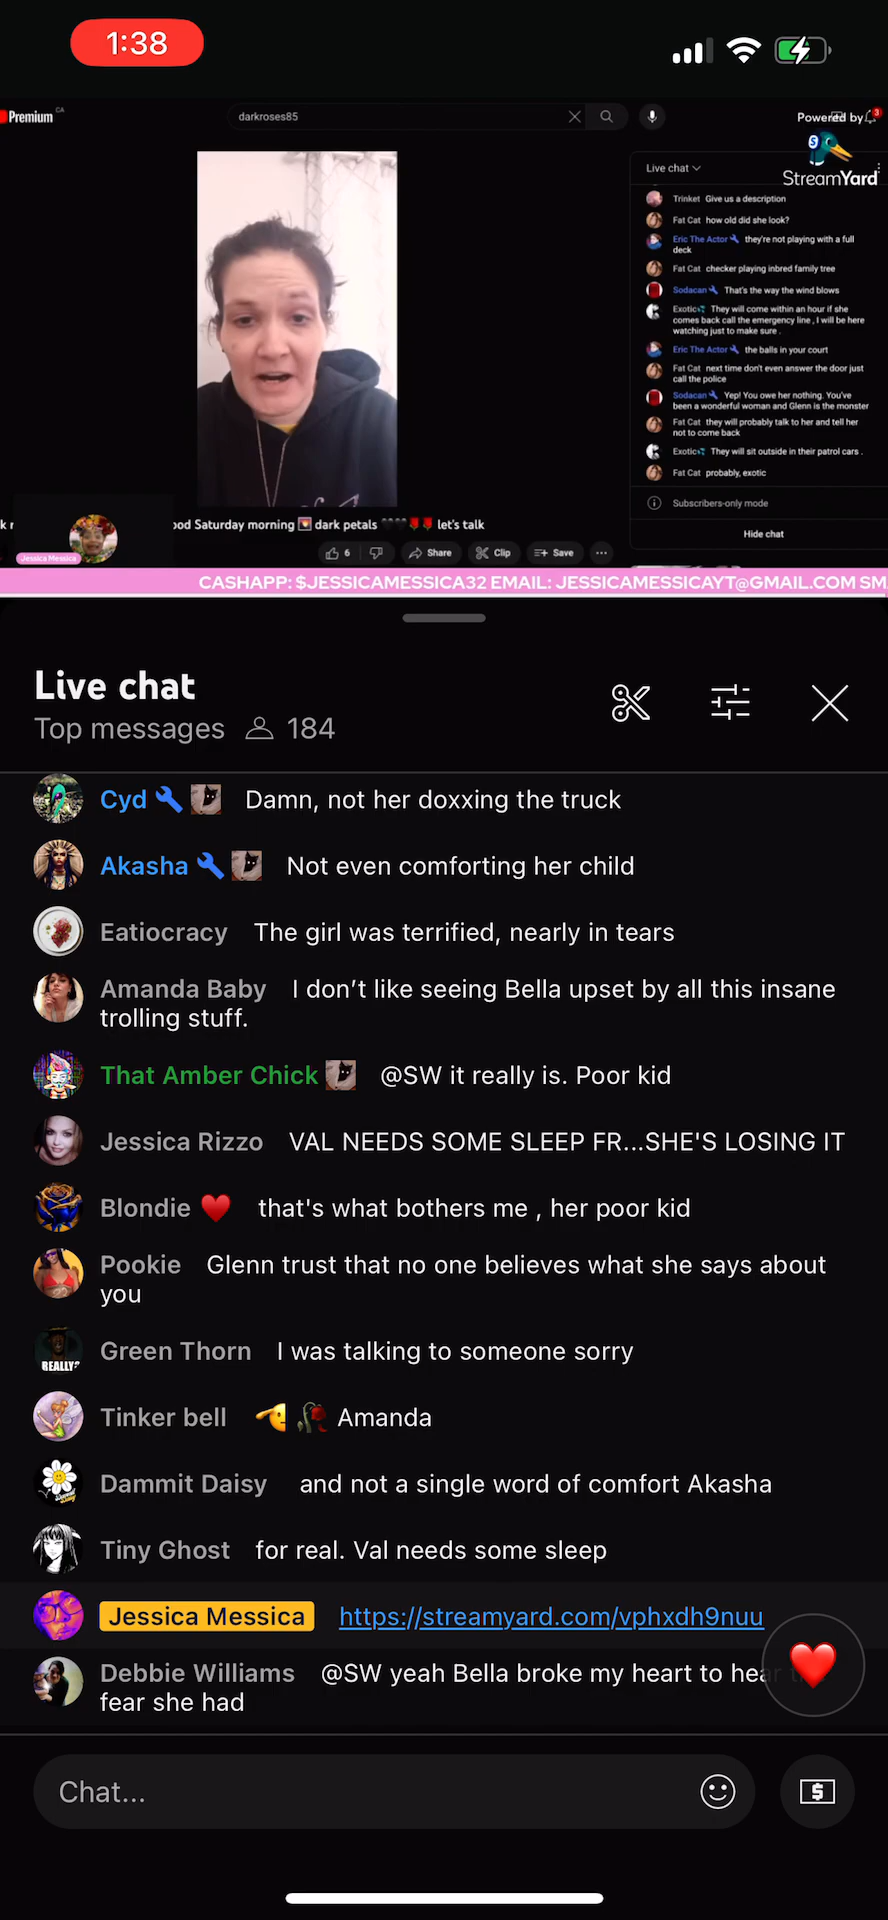 1:38
Premium CA
darkroses85
Powered by
3
StreamYard
Live chat
Trinket Give us a description
Fat Cat how old did she look?
Eric The Actor they're not playing with a full
deck
Fat Cat checker playing inbred family tree
Sodacan That's the way the wind blows
Exotic They will come within an hour if she
comes back call the emergency line , I will be here
watching just to make sure .
Eric The Actor the balls in your court
Fat Cat next time don't even answer the door just
call the police
Sodacan Yep! You owe her nothing. You've
been a wonderful woman and Glenn is the monster
Fat Cat they will probably talk to her and tell her
not to come back
Exotic They will sit outside in their patrol cars .
Fat Cat probably, exotic
Subscribers-only mode
Hide chat
ood Saturday morning 🌅 dark petals 🖤🖤🌹🌹 let's talk
Jessica Messica
6 Share Clip Save
CASHAPP: $JESSICAMESSICA32 EMAIL: JESSICAMESSICAYT@GMAIL.COM SM
Live chat
Top messages 184
Cyd Damn, not her doxxing the truck
Akasha Not even comforting her child
Eatiocracy The girl was terrified, nearly in tears
Amanda Baby I don’t like seeing Bella upset by all this insane
trolling stuff.
That Amber Chick @SW it really is. Poor kid
Jessica Rizzo VAL NEEDS SOME SLEEP FR...SHE'S LOSING IT
Blondie ❤️ that's what bothers me , her poor kid
Pookie Glenn trust that no one believes what she says about
you
REALLY?
Green Thorn I was talking to someone sorry
Tinker bell 🫡 🥀 Amanda
Dammit Daisy and not a single word of comfort Akasha
Tiny Ghost for real. Val needs some sleep
Jessica Messica https://streamyard.com/vphxdh9nuu
Debbie Williams @SW yeah Bella broke my heart to hea
fear she had
Chat...